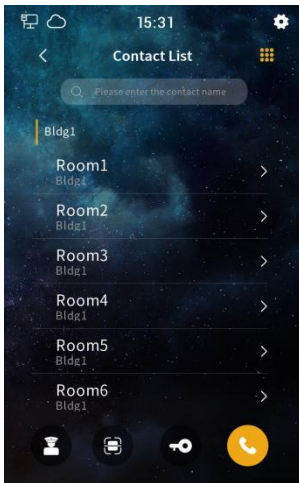 15:31
Contact List
Please enter the contact name
Bldg1
Room1
Bldg1
Room2
Bldg1
Room3
Bldg1
Room4
Bldg1
Room5
Bldg1
Room6
Bldg1